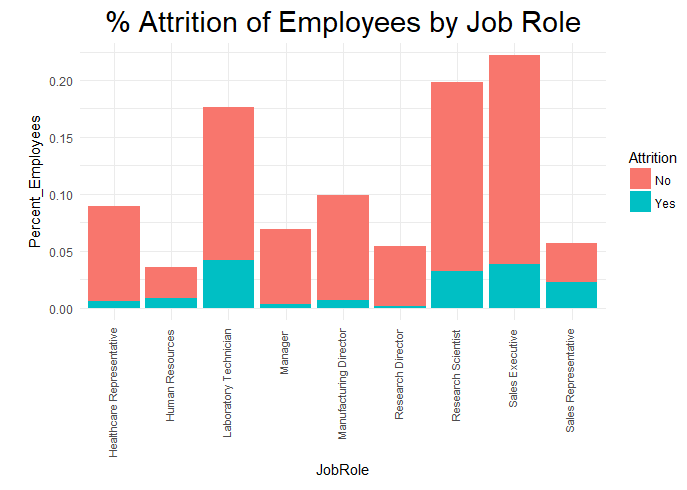 % Attrition of Employees by Job Role
Percent_Employees
0.20
0.15
0.10
0.05
0.00
Healthcare Representative
Human Resources
Laboratory Technician
Manager
Manufacturing Director
Research Director
Research Scientist
Sales Executive
Sales Representative
JobRole
Attrition
No
Yes